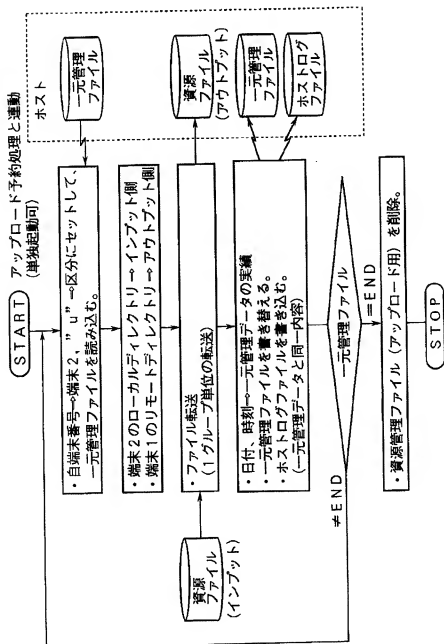 START
アップロード予約処理と連動
(単独起動可)
ホスト
・自端末番号→端末2、”u”→区分にセットして、
一元管理ファイルを読み込む。
一元管理
ファイル
・端末2のローカルディレクトリ→インプット側
・端末1のリモートディレクトリ→アウトプット側
資源
ファイル
(インプット)
・ファイル転送
(1グループ単位の転送)
資源
ファイル
(アウトプット)
・日付、時刻→一元管理データの実績
・一元管理ファイルを書き替える。
・ホストログファイルを書き込む。
(一元管理データと同一内容)
一元管理
ファイル
ホストログ
ファイル
一元管理ファイル
≠END
=END
・資源管理ファイル(アップロード用)を削除。
STOP